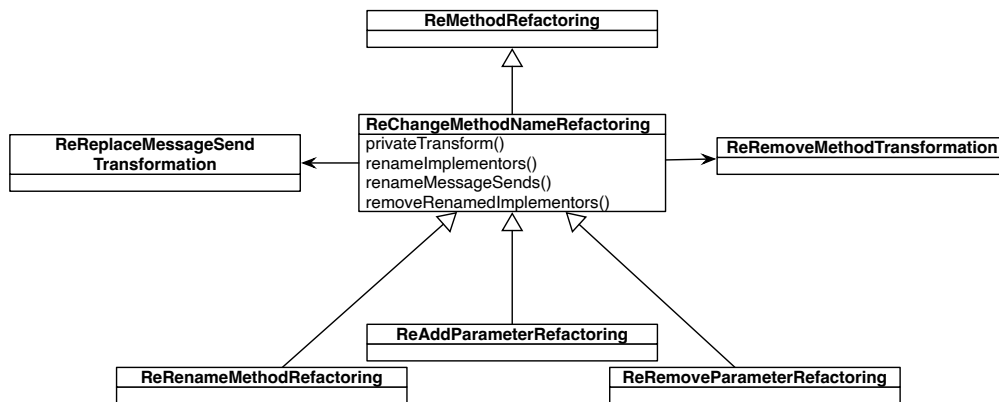 ReMethodRefactoring
ReChangeMethodNameRefactoring
privateTransform()
renameImplementors()
renameMessageSends()
removeRenamedImplementors()
ReReplaceMessageSend
Transformation
ReRemoveMethodTransformation
ReAddParameterRefactoring
ReRenameMethodRefactoring
ReRemoveParameterRefactoring